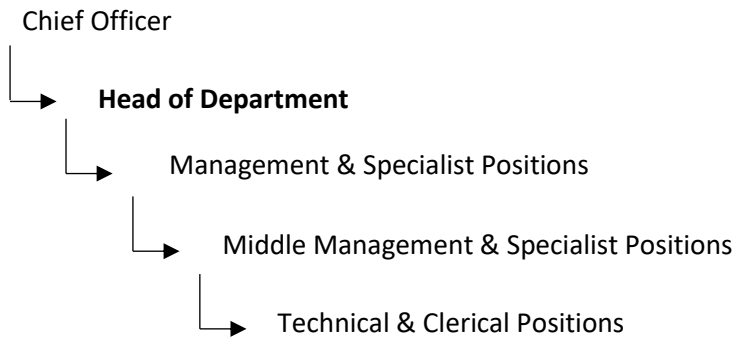 Chief Officer
Head of Department
Management & Specialist Positions
Middle Management & Specialist Positions
Technical & Clerical Positions